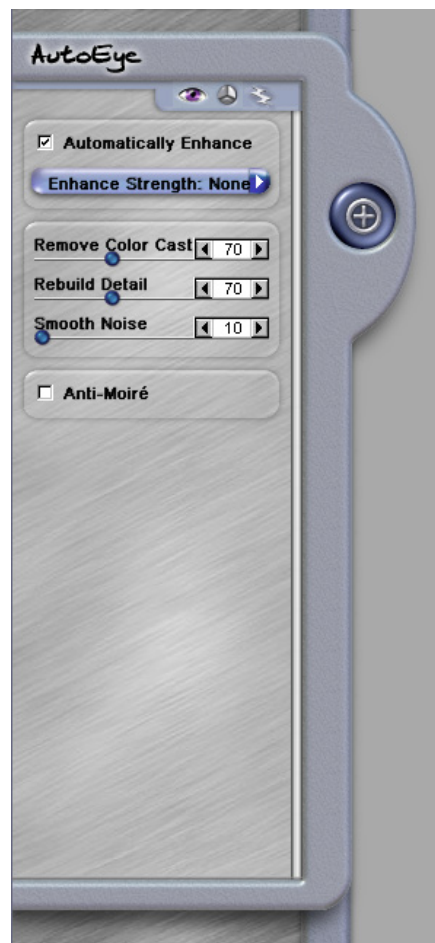 AutoEye
Automatically Enhance
Enhance Strength: None
Remove Color Cast 70
Rebuild Detail 70
Smooth Noise 10
Anti-Moiré